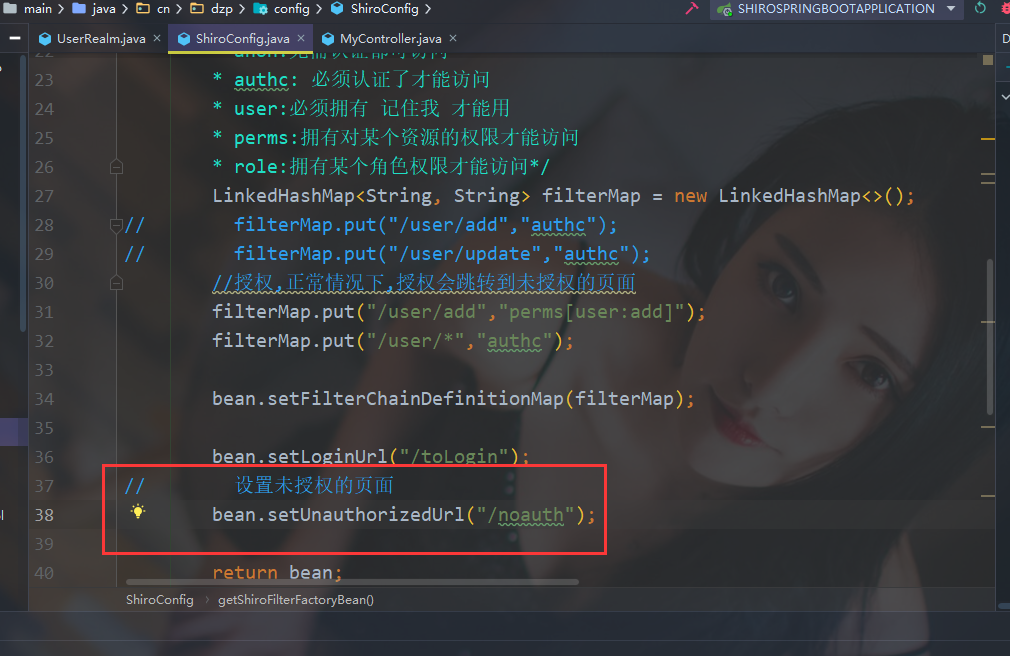 main java cn dzp config ShiroConfig SHIROSPRINGBOOTAPPLICATION
UserRealm.java ShiroConfig.java MyController.java
23 * authc: 必须认证了才能访问
24 * user:必须拥有 记住我 才能用
25 * perms:拥有对某个资源的权限才能访问
26 * role:拥有某个角色权限才能访问*/
27 LinkedHashMap<String, String> filterMap = new LinkedHashMap<>();
28 // filterMap.put("/user/add","authc");
29 // filterMap.put("/user/update","authc");
30 //授权,正常情况下,授权会跳转到未授权的页面
31 filterMap.put("/user/add","perms[user:add]");
32 filterMap.put("/user/*","authc");
33
34 bean.setFilterChainDefinitionMap(filterMap);
35
36 bean.setLoginUrl("/toLogin");
37 // 设置未授权的页面
38 bean.setUnauthorizedUrl("/noauth");
39
40 return bean;
ShiroConfig getShiroFilterFactoryBean()